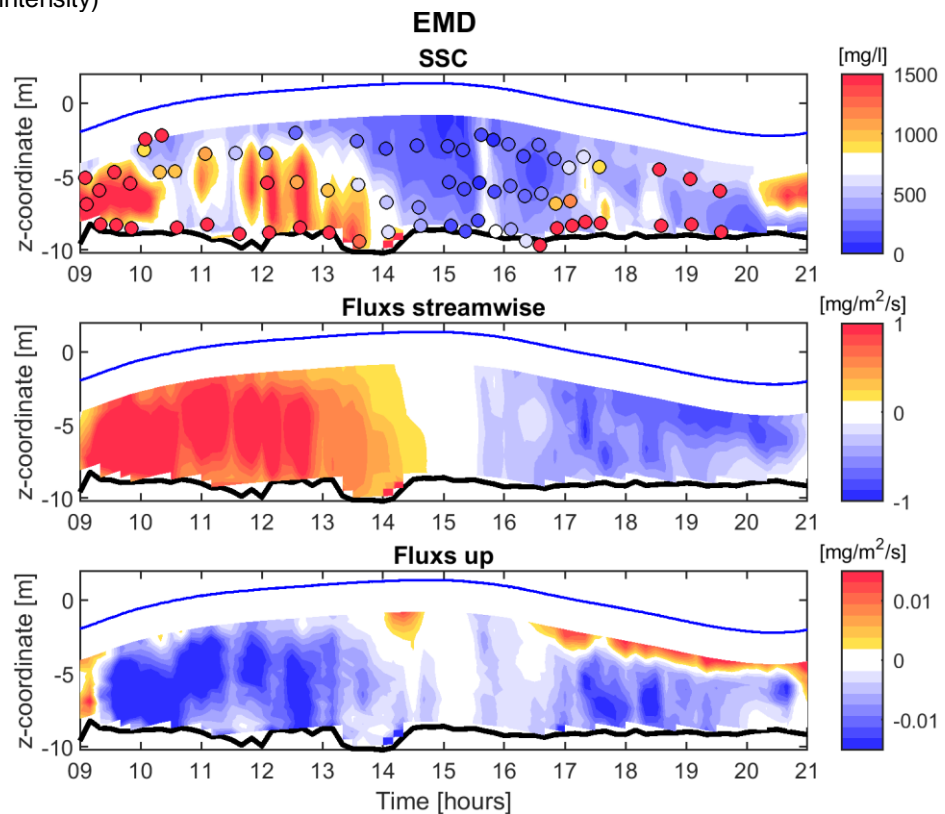 intensity)
EMD
SSC
[mg/l]
z-coordinate [m]
0
-5
-10
09 10 11 12 13 14 15 16 17 18 19 20 21
1500
1000
500
0
Fluxs streamwise
[mg/m²/s]
z-coordinate [m]
0
-5
-10
09 10 11 12 13 14 15 16 17 18 19 20 21
1
0
-1
Fluxs up
[mg/m²/s]
z-coordinate [m]
0
-5
-10
09 10 11 12 13 14 15 16 17 18 19 20 21
0.01
0
-0.01
Time [hours]